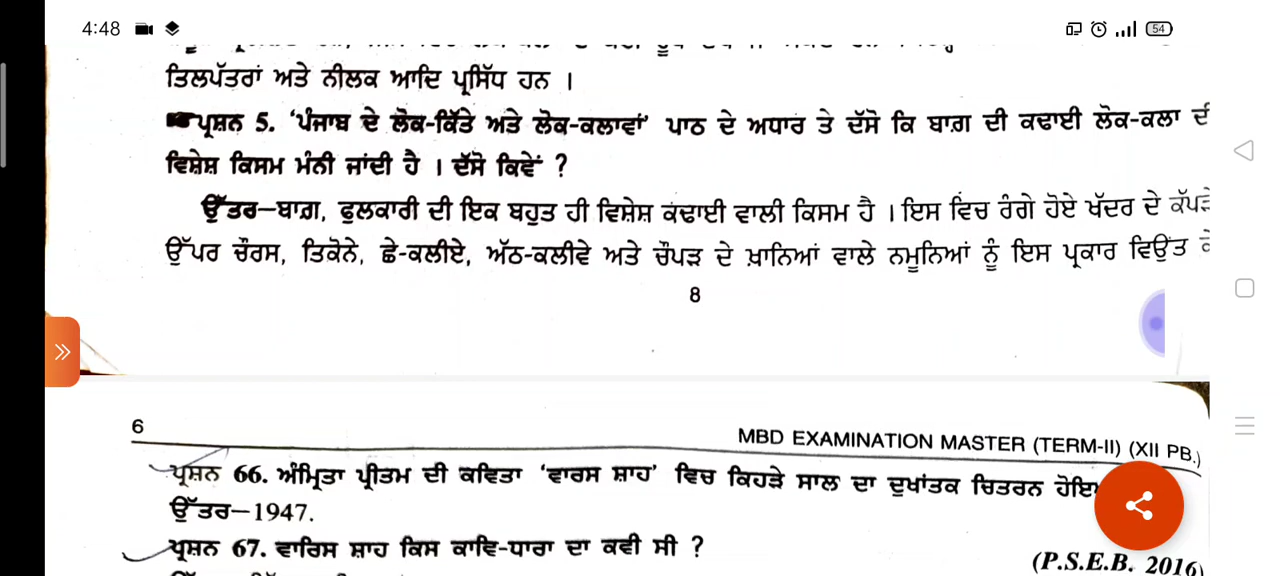 4:48
54
ਤਿਲਪੱਤਰਾਂ ਅਤੇ ਨੀਲਕ ਆਦਿ ਪ੍ਰਸਿੱਧ ਹਨ ।
ਪ੍ਰਸ਼ਨ 5. ‘ਪੰਜਾਬ ਦੇ ਲੋਕ-ਕਿੱਤੇ ਅਤੇ ਲੋਕ-ਕਲਾਵਾਂ’ ਪਾਠ ਦੇ ਅਧਾਰ ਤੇ ਦੱਸੋ ਕਿ ਬਾਗ਼ ਦੀ ਕਢਾਈ ਲੋਕ-ਕਲਾ ਦੀ
ਵਿਸ਼ੇਸ਼ ਕਿਸਮ ਮੰਨੀ ਜਾਂਦੀ ਹੈ । ਦੱਸੋ ਕਿਵੇਂ ?
ਉੱਤਰ–ਬਾਗ਼, ਫੁਲਕਾਰੀ ਦੀ ਇਕ ਬਹੁਤ ਹੀ ਵਿਸ਼ੇਸ਼ ਕਢਾਈ ਵਾਲੀ ਕਿਸਮ ਹੈ । ਇਸ ਵਿਚ ਰੰਗੇ ਹੋਏ ਖੱਦਰ ਦੇ ਕੱਪੜੇ
ਉੱਪਰ ਚੌਰਸ, ਤਿਕੋਨੇ, ਛੇ-ਕਲੀਏ, ਅੱਠ-ਕਲੀਵੇ ਅਤੇ ਚੌਪੜ ਦੇ ਖ਼ਾਨਿਆਂ ਵਾਲੇ ਨਮੂਨਿਆਂ ਨੂੰ ਇਸ ਪ੍ਰਕਾਰ ਵਿਉਂਤ ਕੇ
8
6
MBD EXAMINATION MASTER (TERM-II) (XII PB.)
ਪ੍ਰਸ਼ਨ 66. ਅੰਮ੍ਰਿਤਾ ਪ੍ਰੀਤਮ ਦੀ ਕਵਿਤਾ ‘ਵਾਰਸ ਸ਼ਾਹ’ ਵਿਚ ਕਿਹੜੇ ਸਾਲ ਦਾ ਦੁਖਾਂਤਕ ਚਿਤਰਨ
ਉੱਤਰ–1947.
ਪ੍ਰਸ਼ਨ 67. ਵਾਰਿਸ ਸ਼ਾਹ ਕਿਸ ਕਾਵਿ-ਧਾਰਾ ਦਾ ਕਵੀ ਸੀ ?
(P.S.E.B. 2016)